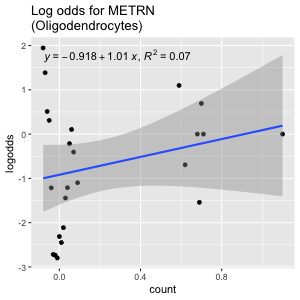 Log odds for METRN
(Oligodendrocytes)
y = −0.918 + 1.01 x, R² = 0.07
2
1
0
-1
-2
-3
logodds
0.0 0.4 0.8
count